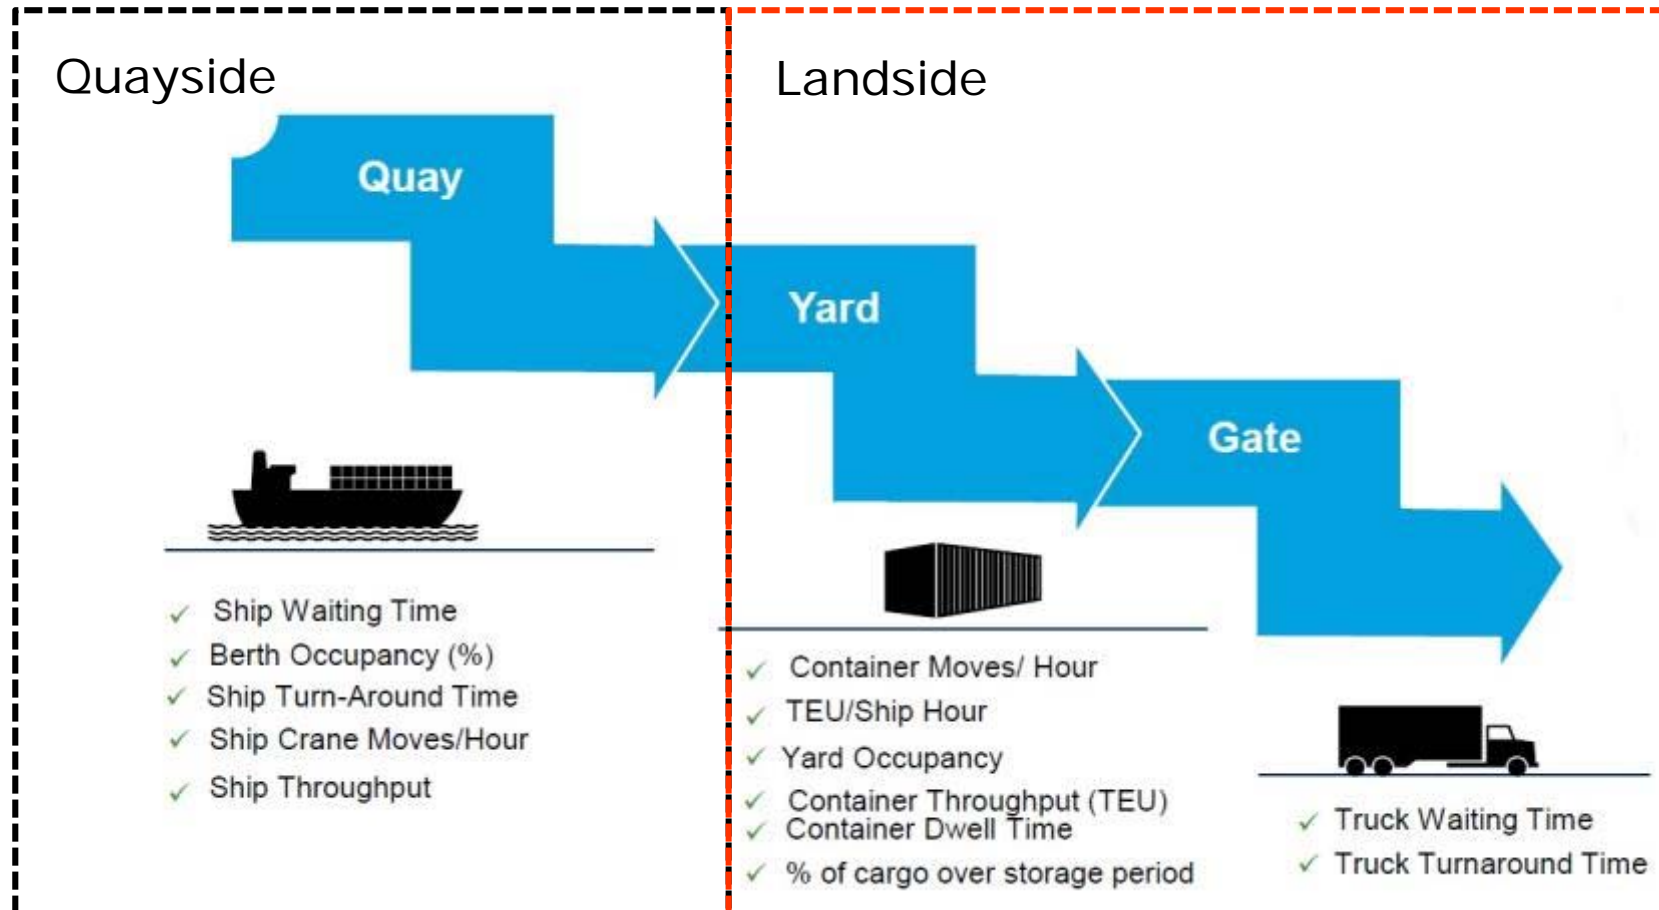 Quayside
Landside
Quay
Yard
Gate
Ship Waiting Time
Berth Occupancy (%)
Ship Turn-Around Time
Ship Crane Moves/Hour
Ship Throughput
Container Moves/ Hour
TEU/Ship Hour
Yard Occupancy
Container Throughput (TEU)
Container Dwell Time
% of cargo over storage period
Truck Waiting Time
Truck Turnaround Time